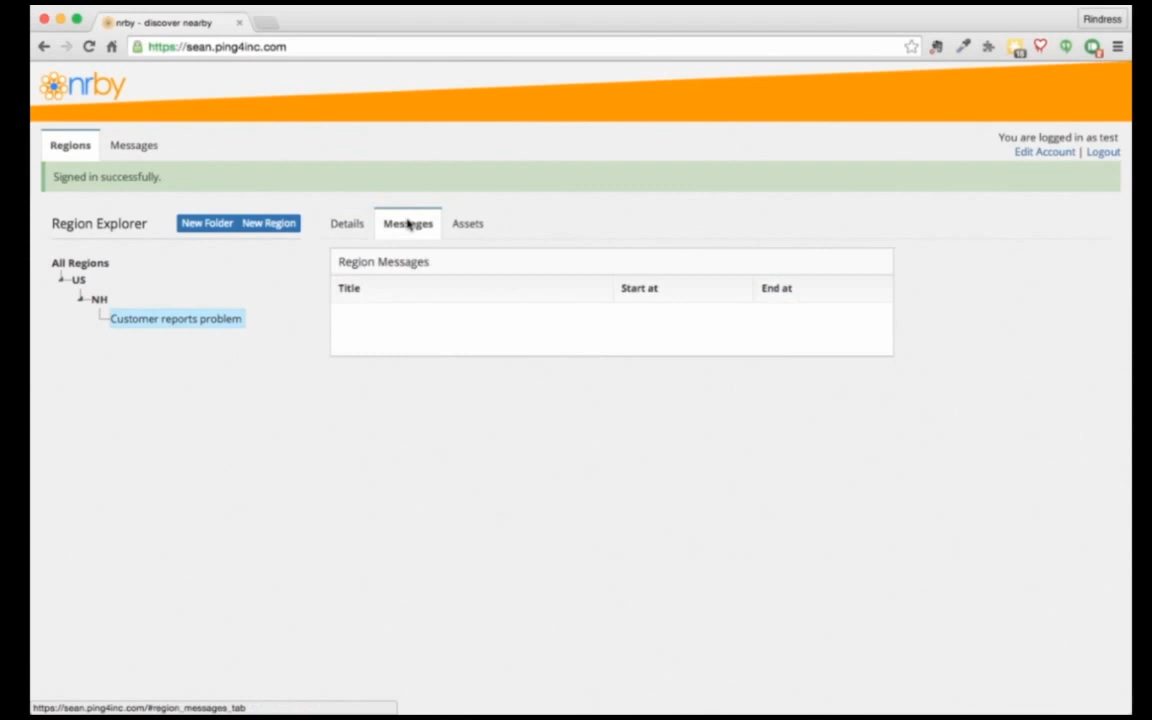 nrby - discover nearby
Rindress
https://sean.ping4inc.com
nrby
Regions
Messages
You are logged in as test
Edit Account | Logout
Signed in successfully.
Region Explorer
New Folder
New Region
Details
Messages
Assets
All Regions
US
NH
Customer reports problem
Region Messages
Title
Start at
End at
https://sean.ping4inc.com/#region_messages_tab